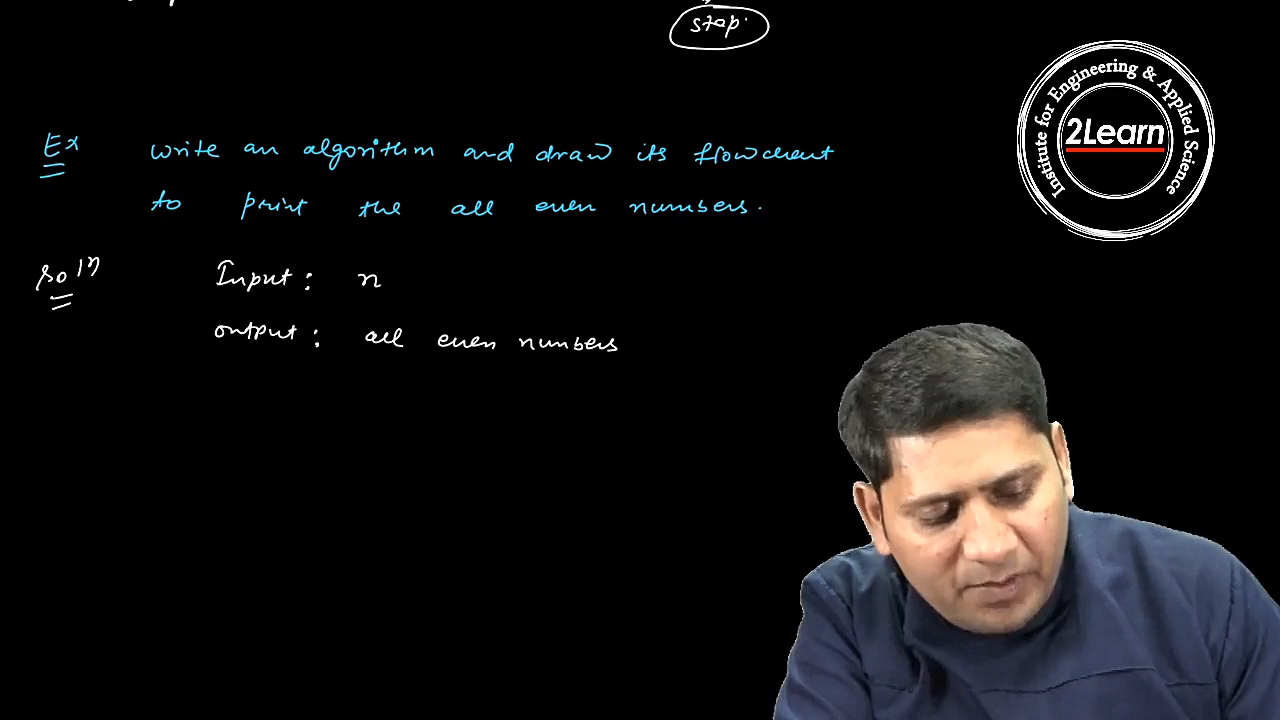 stop.
Ex write an algorithm and draw its flowchart
to print the all even numbers.
Soln
Input: n
output: all even numbers
Institute for Engineering & Applied Science
2Learn